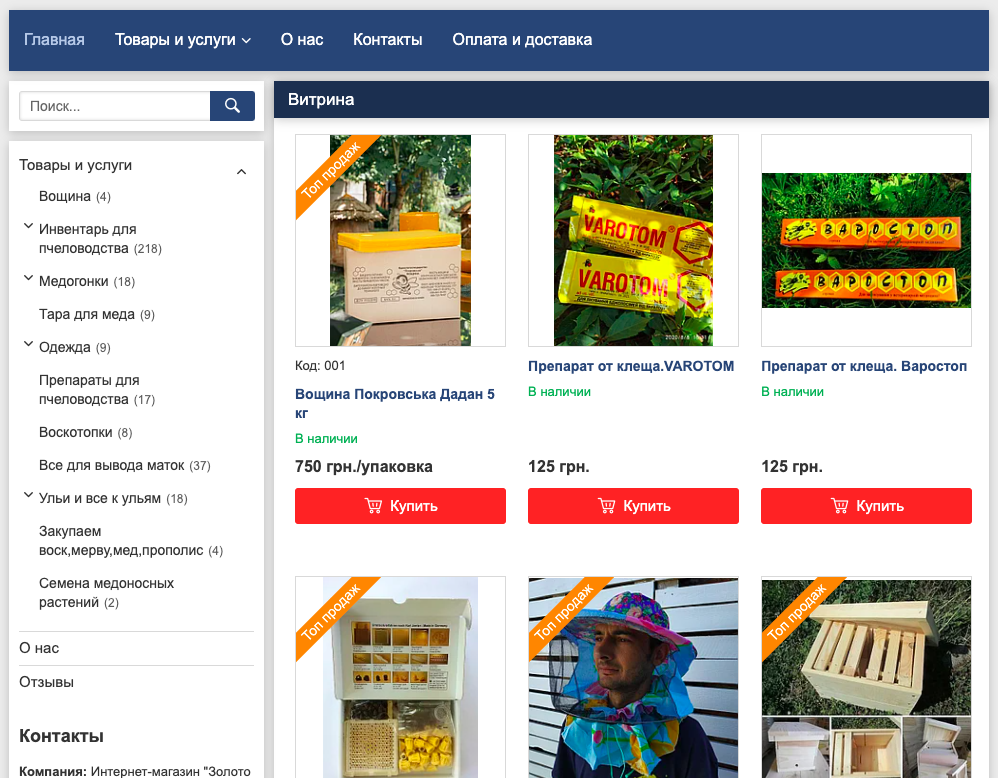 Главная Товары и услуги О нас Контакты Оплата и доставка
Поиск...
Товары и услуги
Вощина (4)
Инвентарь для
пчеловодства (218)
Медогонки (18)
Тара для меда (9)
Одежда (9)
Препараты для
пчеловодства (17)
Воскотопки (8)
Все для вывода маток (37)
Ульи и все к ульям (18)
Закупаем
воск,мерву,мед,прополис (4)
Семена медоносных
растений (2)
О нас
Отзывы
Контакты
Компания: Интернет-магазин "Золото
Витрина
Топ продаж
Код: 001
Вощина Покровська Дадан 5
кг
В наличии
750 грн./упаковка
Купить
VAROTOM
VAROTOM
Препарат от клеща.VAROTOM
В наличии
125 грн.
Купить
ВАРОСТОП
ВАРОСТОП
Препарат от клеща. Варостоп
В наличии
125 грн.
Купить
Топ продаж
Топ продаж
Топ продаж